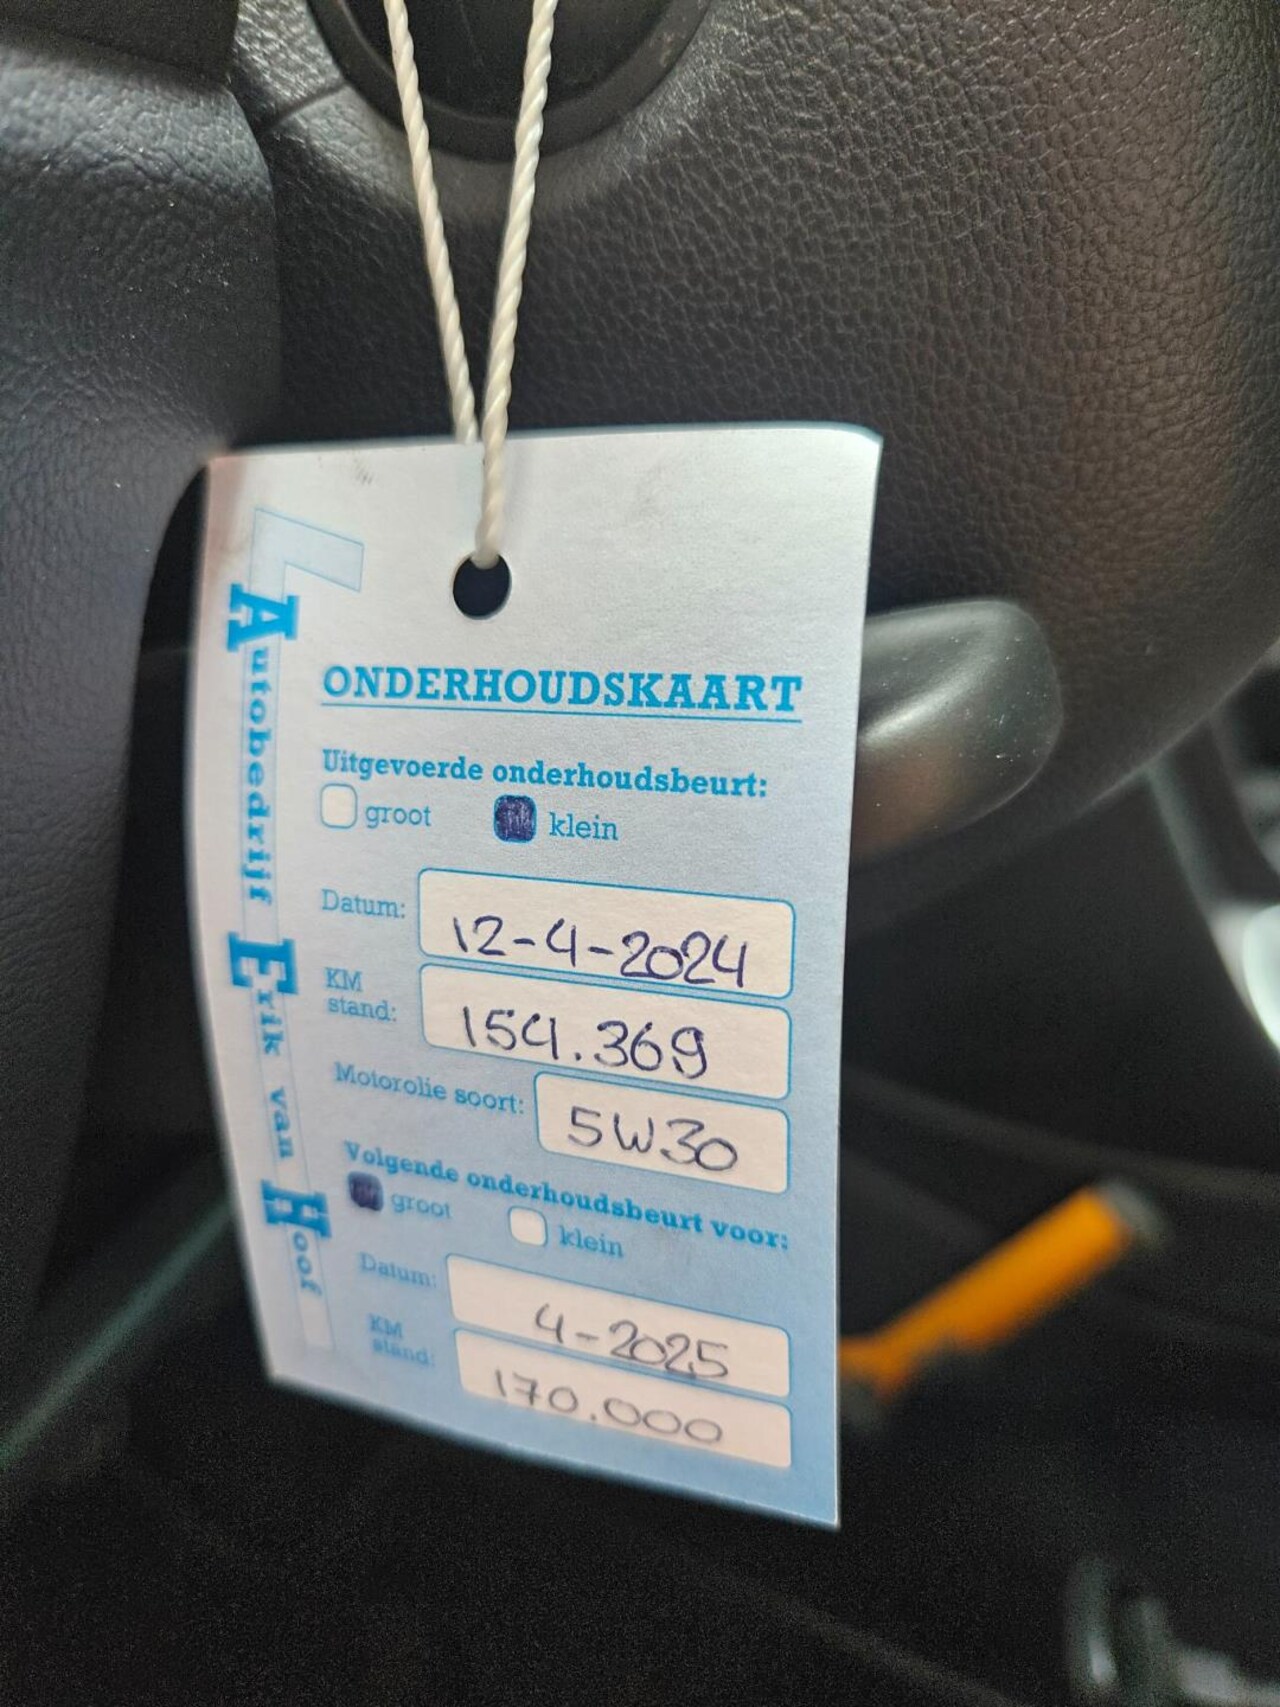 Autobedrijf Erik van Hoof
ONDERHOUDSKAART
Uitgevoerde onderhoudsbeurt:
groot klein
Datum: 12-4-2024
KM stand: 154.369
Motorolie soort: 5W30
Volgende onderhoudsbeurt voor:
groot klein
Datum: 4-2025
KM stand: 170.000